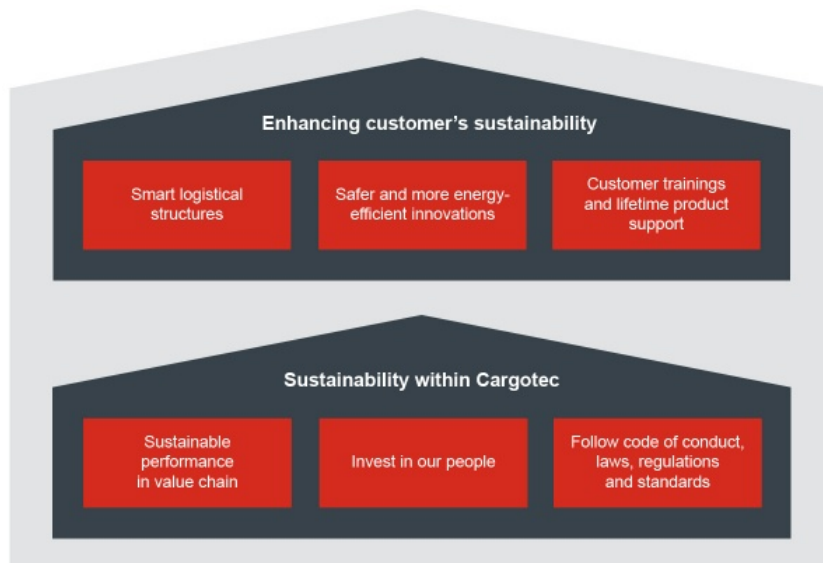 Enhancing customer's sustainability
Smart logistical
structures
Safer and more energy-
efficient innovations
Customer trainings
and lifetime product
support
Sustainability within Cargotec
Sustainable
performance
in value chain
Invest in our people
Follow code of conduct,
laws, regulations
and standards